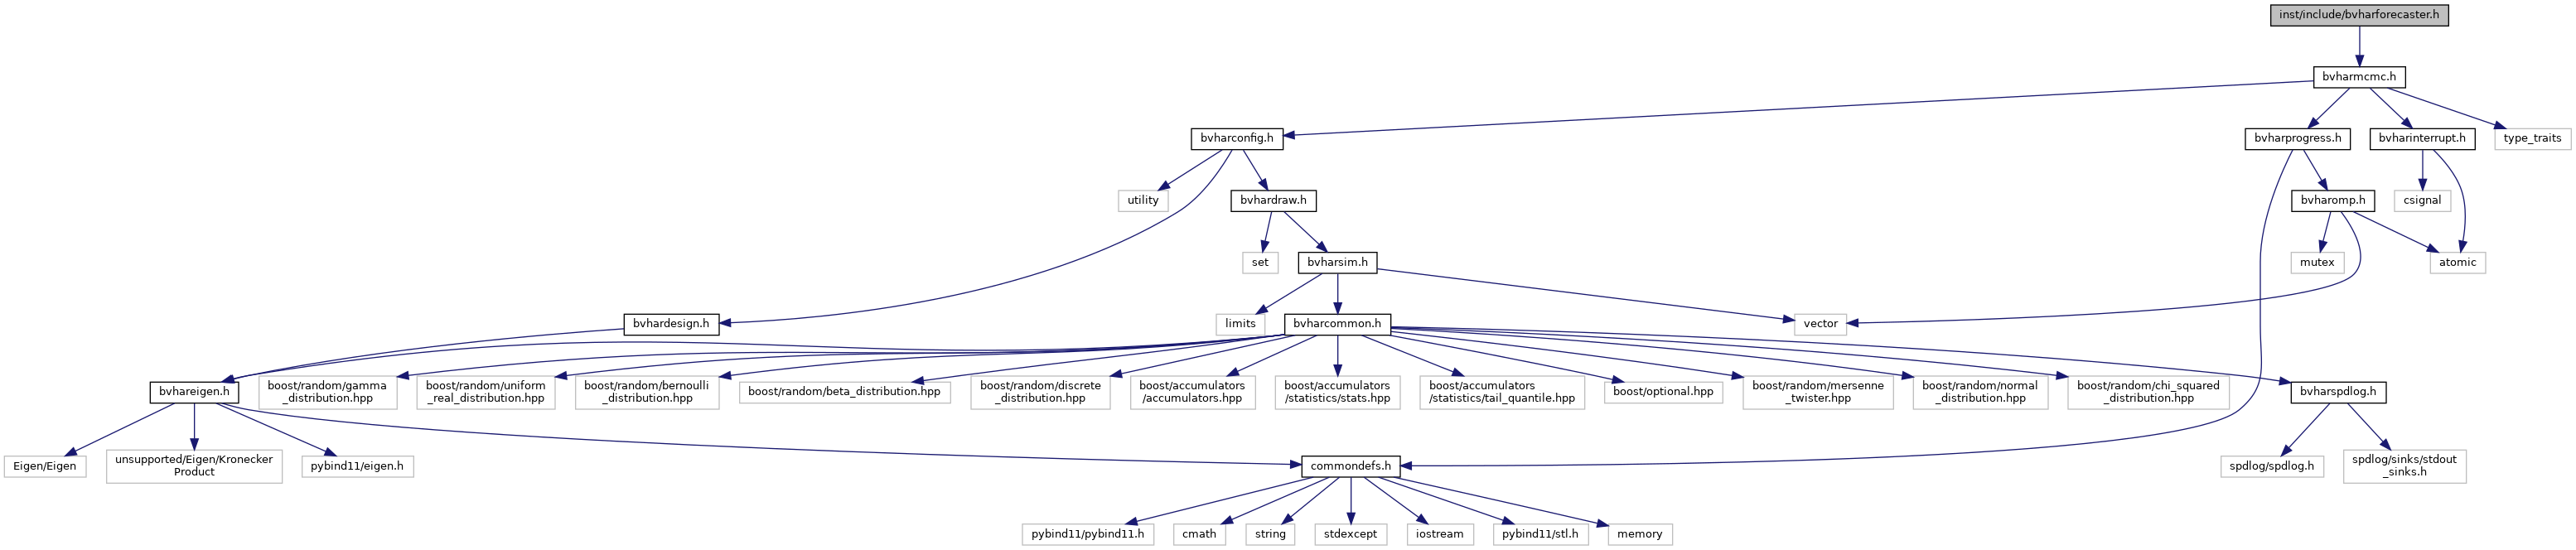 inst/include/bvharforecaster.h
bvharmcmc.h
bvharconfig.h
bvharprogress.h
bvharinterrupt.h
type_traits
utility
bvhardraw.h
bvharomp.h
csignal
set
bvharsim.h
mutex
atomic
bvhardesign.h
limits
bvharcommon.h
vector
bvhareigen.h
boost/random/gamma
_distribution.hpp
boost/random/uniform
_real_distribution.hpp
boost/random/bernoulli
_distribution.hpp
boost/random/beta_distribution.hpp
boost/random/discrete
_distribution.hpp
boost/accumulators
/accumulators.hpp
boost/accumulators
/statistics/stats.hpp
boost/accumulators
/statistics/tail_quantile.hpp
boost/optional.hpp
boost/random/mersenne
_twister.hpp
boost/random/normal
_distribution.hpp
boost/random/chi_squared
_distribution.hpp
bvharspdlog.h
Eigen/Eigen
unsupported/Eigen/Kronecker
Product
pybind11/eigen.h
commondefs.h
spdlog/spdlog.h
spdlog/sinks/stdout
_sinks.h
pybind11/pybind11.h
cmath
string
stdexcept
iostream
pybind11/stl.h
memory